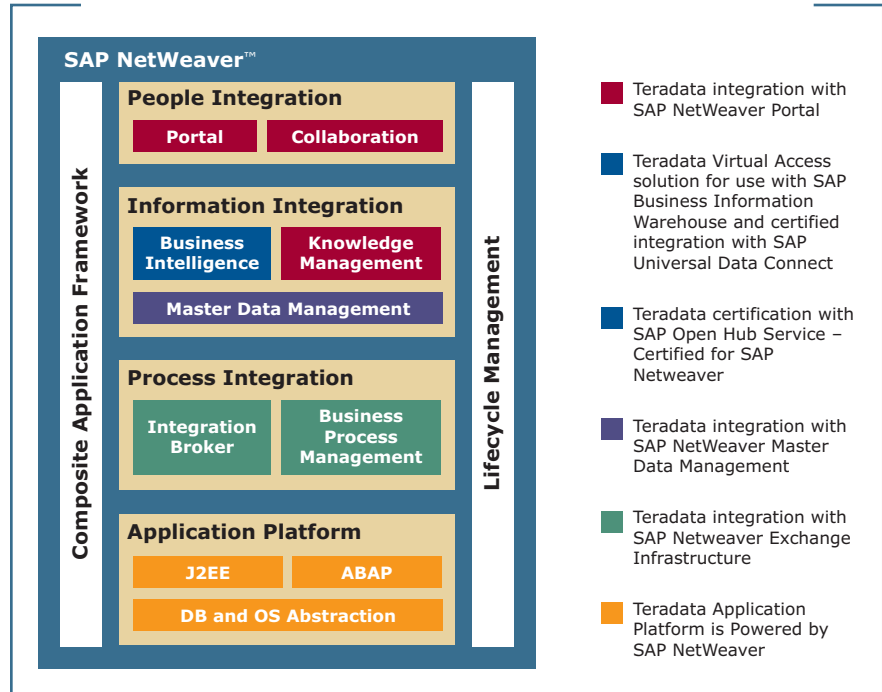 SAP NetWeaver™
Composite Application Framework
People Integration
Portal
Collaboration
Information Integration
Business
Intelligence
Knowledge
Management
Master Data Management
Process Integration
Integration
Broker
Business
Process
Management
Application Platform
J2EE
ABAP
DB and OS Abstraction
Lifecycle Management
Teradata integration with
SAP NetWeaver Portal
Teradata Virtual Access
solution for use with SAP
Business Information
Warehouse and certified
integration with SAP
Universal Data Connect
Teradata certification with
SAP Open Hub Service –
Certified for SAP
Netweaver
Teradata integration with
SAP NetWeaver Master
Data Management
Teradata integration with
SAP Netweaver Exchange
Infrastructure
Teradata Application
Platform is Powered by
SAP NetWeaver